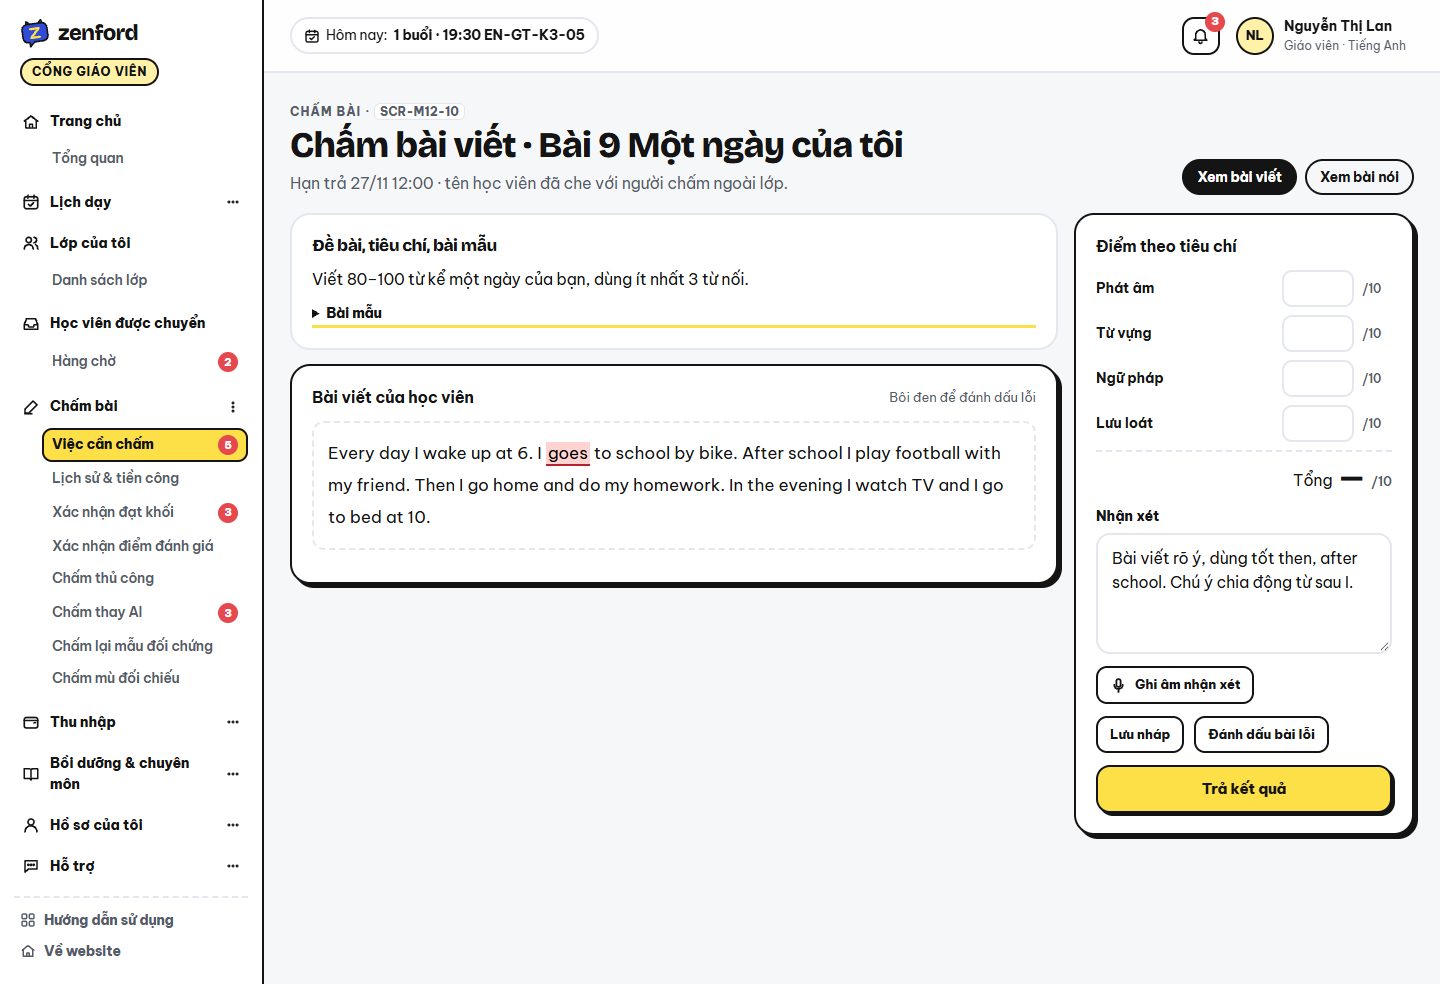 zenford
CỔNG GIÁO VIÊN
Trang chủ
Tổng quan
Lịch dạy
Lớp của tôi
Danh sách lớp
Học viên được chuyển
Hàng chờ 2
Chấm bài
Việc cần chấm 5
Lịch sử & tiền công
Xác nhận đạt khối 3
Xác nhận điểm đánh giá
Chấm thủ công
Chấm thay AI 3
Chấm lại mẫu đối chứng
Chấm mù đối chiếu
Thu nhập
Bồi dưỡng & chuyên
môn
Hồ sơ của tôi
Hỗ trợ
Hướng dẫn sử dụng
Về website
Hôm nay: 1 buổi · 19:30 EN-GT-K3-05
3
NL
Nguyễn Thị Lan
Giáo viên · Tiếng Anh
CHẤM BÀI · SCR-M12-10
Chấm bài viết · Bài 9 Một ngày của tôi
Hạn trả 27/11 12:00 · tên học viên đã che với người chấm ngoài lớp.
Xem bài viết
Xem bài nói
Đề bài, tiêu chí, bài mẫu
Viết 80–100 từ kể một ngày của bạn, dùng ít nhất 3 từ nối.
Bài mẫu
Bài viết của học viên
Bôi đen để đánh dấu lỗi
Every day I wake up at 6. I goes to school by bike. After school I play football with
my friend. Then I go home and do my homework. In the evening I watch TV and I go
to bed at 10.
Điểm theo tiêu chí
Phát âm /10
Từ vựng /10
Ngữ pháp /10
Lưu loát /10
Tổng — /10
Nhận xét
Bài viết rõ ý, dùng tốt then, after
school. Chú ý chia động từ sau I.
Ghi âm nhận xét
Lưu nháp
Đánh dấu bài lỗi
Trả kết quả